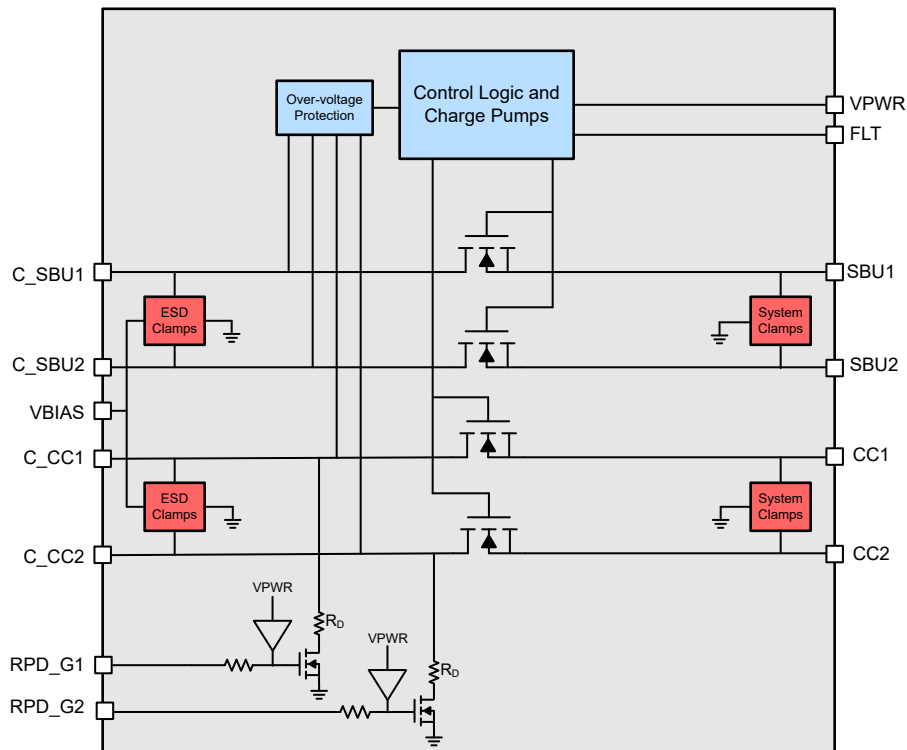 Control Logic and
Charge Pumps
Over-voltage
Protection
VPWR
FLT
C_SBU1
SBU1
ESD
Clamps
System
Clamps
C_SBU2
SBU2
VBIAS
C_CC1
CC1
ESD
Clamps
System
Clamps
C_CC2
CC2
VPWR
RD
VPWR
RD
RPD_G1
RPD_G2